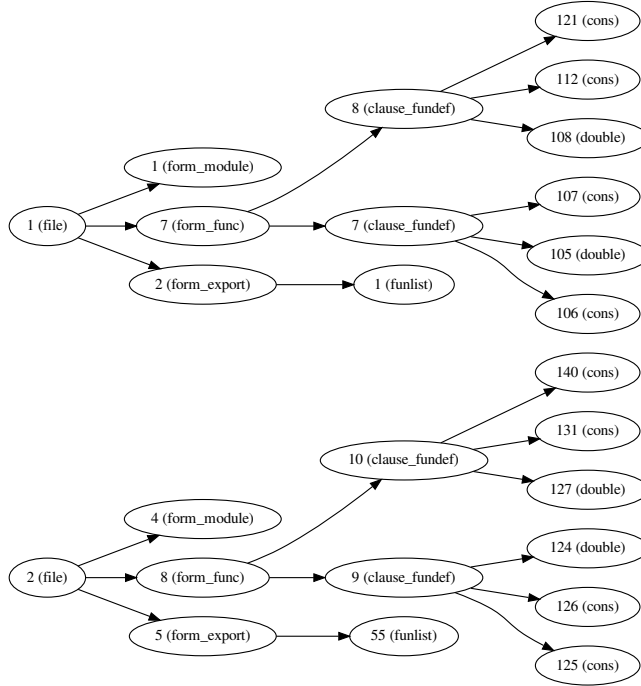 121 (cons)
112 (cons)
8 (clause_fundef)
108 (double)
1 (form_module)
107 (cons)
1 (file)
7 (form_func)
7 (clause_fundef)
105 (double)
2 (form_export)
1 (funlist)
106 (cons)
140 (cons)
131 (cons)
10 (clause_fundef)
127 (double)
4 (form_module)
124 (double)
2 (file)
8 (form_func)
9 (clause_fundef)
126 (cons)
5 (form_export)
55 (funlist)
125 (cons)